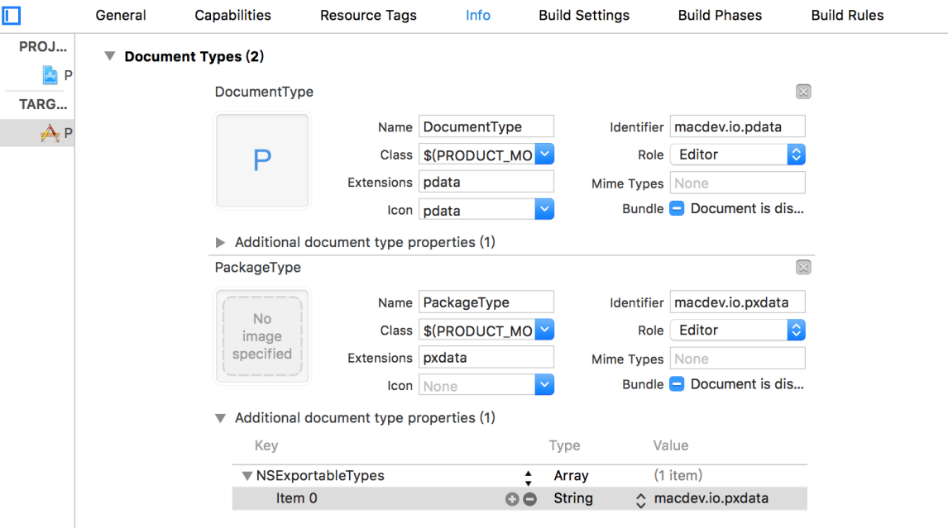 General Capabilities Resource Tags Info Build Settings Build Phases Build Rules
PROJ...
P
TARG...
P
Document Types (2)
DocumentType
P
Name DocumentType
Class $(PRODUCT_MO
Extensions pdata
Icon pdata
Identifier macdev.io.pdata
Role Editor
Mime Types None
Bundle Document is dis...
Additional document type properties (1)
PackageType
No
image
specified
Name PackageType
Class $(PRODUCT_MO
Extensions pxdata
Icon None
Identifier macdev.io.pxdata
Role Editor
Mime Types None
Bundle Document is dis...
Additional document type properties (1)
Key Type Value
NSExportableTypes Array (1 item)
Item 0 String macdev.io.pxdata